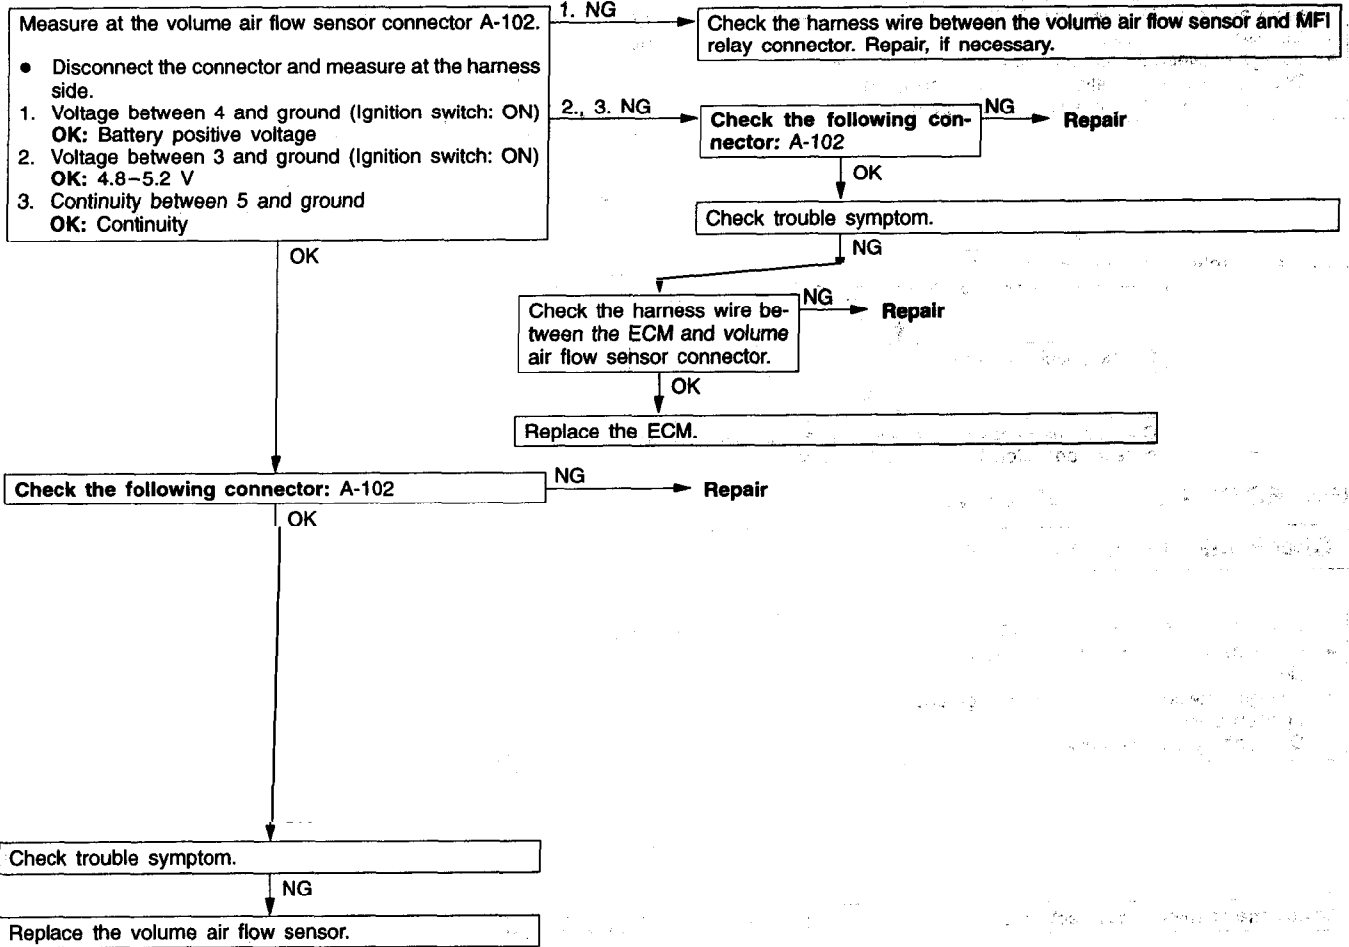 Measure at the volume air flow sensor connector A-102.
● Disconnect the connector and measure at the harness
side.
1. Voltage between 4 and ground (Ignition switch: ON)
OK: Battery positive voltage
2. Voltage between 3 and ground (Ignition switch: ON)
OK: 4.8–5.2 V
3. Continuity between 5 and ground
OK: Continuity
1. NG
Check the harness wire between the volume air flow sensor and MFI
relay connector. Repair, if necessary.
2., 3. NG
Check the following con-
nector: A-102
NG
Repair
OK
Check trouble symptom.
NG
Check the harness wire be-
tween the ECM and volume
air flow sensor connector.
NG
Repair
OK
Replace the ECM.
OK
Check the following connector: A-102
NG
Repair
OK
Check trouble symptom.
NG
Replace the volume air flow sensor.